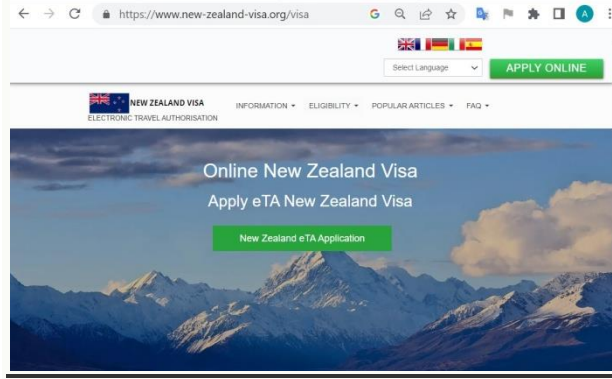 https://www.new-zealand-visa.org/visa
Select Language
APPLY ONLINE
NEW ZEALAND VISA
ELECTRONIC TRAVEL AUTHORISATION
INFORMATION
ELIGIBILITY
POPULAR ARTICLES
FAQ
Online New Zealand Visa
Apply eTA New Zealand Visa
New Zealand eTA Application